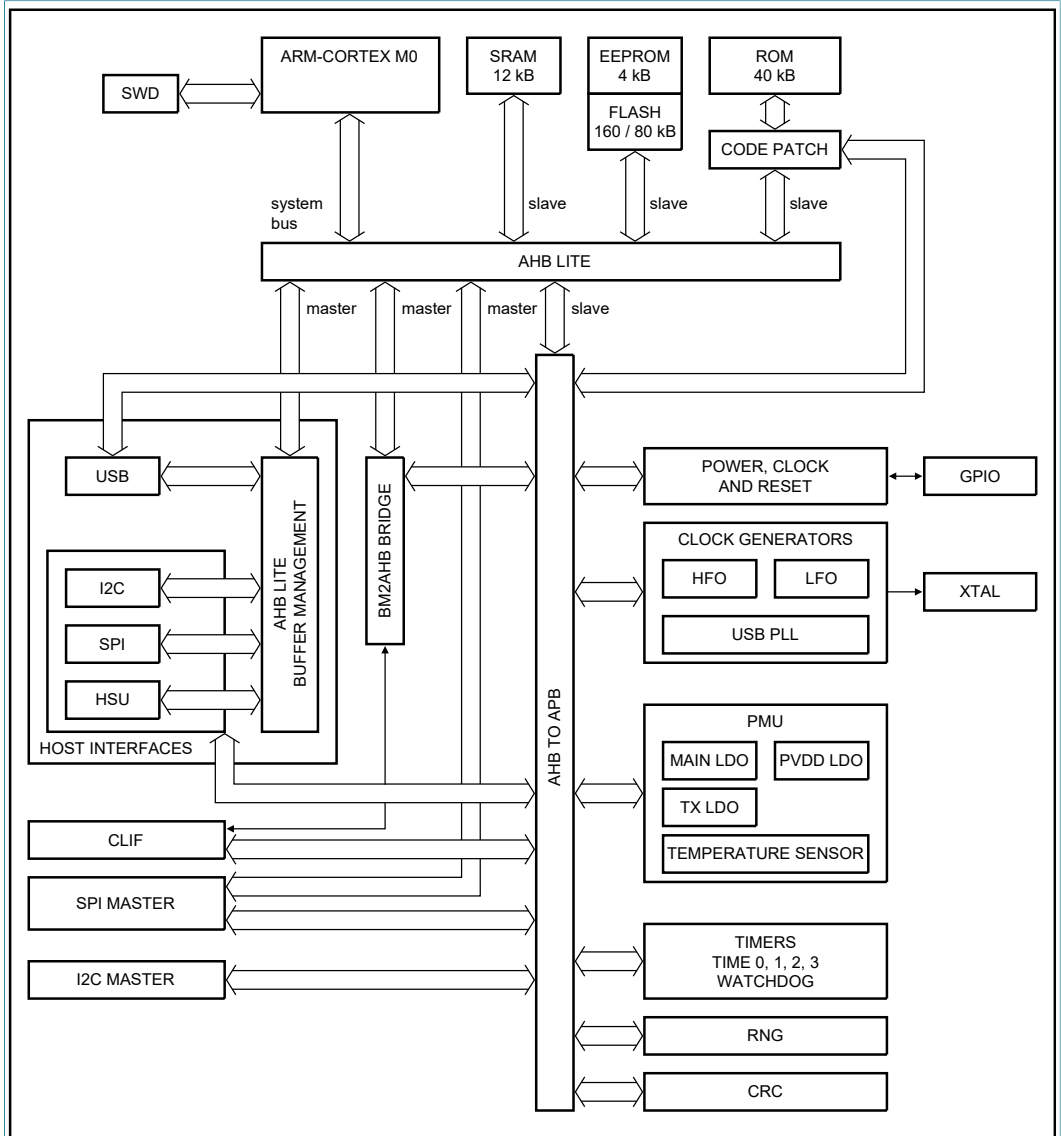 ARM-CORTEX M0
SRAM
12 kB
EEPROM
4 kB
ROM
40 kB
SWD
FLASH
160 / 80 kB
CODE PATCH
system
bus
slave
slave
slave
AHB LITE
master
master
master
slave
USB
AHB LITE
BUFFER MANAGEMENT
BM2AHB BRIDGE
POWER, CLOCK
AND RESET
GPIO
CLOCK GENERATORS
HFO
LFO
USB PLL
XTAL
I2C
SPI
HSU
HOST INTERFACES
AHB TO APB
PMU
MAIN LDO
PVDD LDO
TX LDO
TEMPERATURE SENSOR
CLIF
SPI MASTER
I2C MASTER
TIMERS
TIME 0, 1, 2, 3
WATCHDOG
RNG
CRC